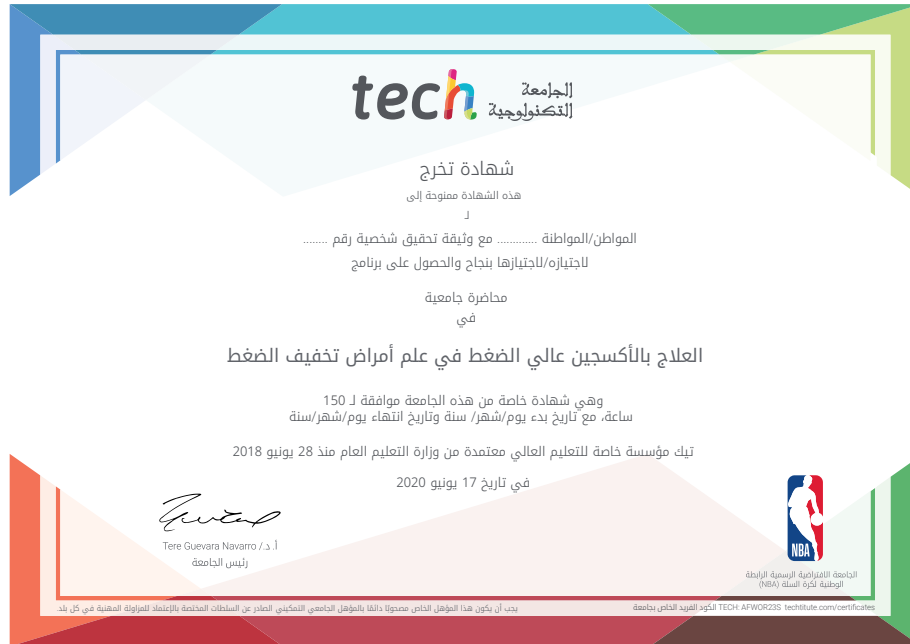 tech الجامعة
التكنولوجية
شهادة تخرج
هذه الشهادة ممنوحة إلى
لـ
المواطن/المواطنة ............ مع وثيقة تحقيق شخصية رقم ........
لاجتيازه/لاجتيازها بنجاح والحصول على برنامج
محاضرة جامعية
في
العلاج بالأكسجين عالي الضغط في علم أمراض تخفيف الضغط
وهي شهادة خاصة من هذه الجامعة موافقة لـ 150
ساعة، مع تاريخ بدء يوم/شهر/ سنة وتاريخ انتهاء يوم/شهر/سنة
تيك مؤسسة خاصة للتعليم العالي معتمدة من وزارة التعليم العام منذ 28 يونيو 2018
في تاريخ 17 يونيو 2020
أ. د./ Tere Guevara Navarro
رئيس الجامعة
NBA
الجامعة الافتراضية الرسمية الرابطة
الوطنية لكرة السلة (NBA)
يجب أن يكون هذا المؤهل الخاص مصحوبًا دائمًا بالمؤهل الجامعي التمكيني الصادر عن السلطات المختصة بالإعتماد للمزاولة المهنية في كل بلد
الكود الفريد الخاص بجامعة TECH: AFWOR23S techtitute.com/certificates